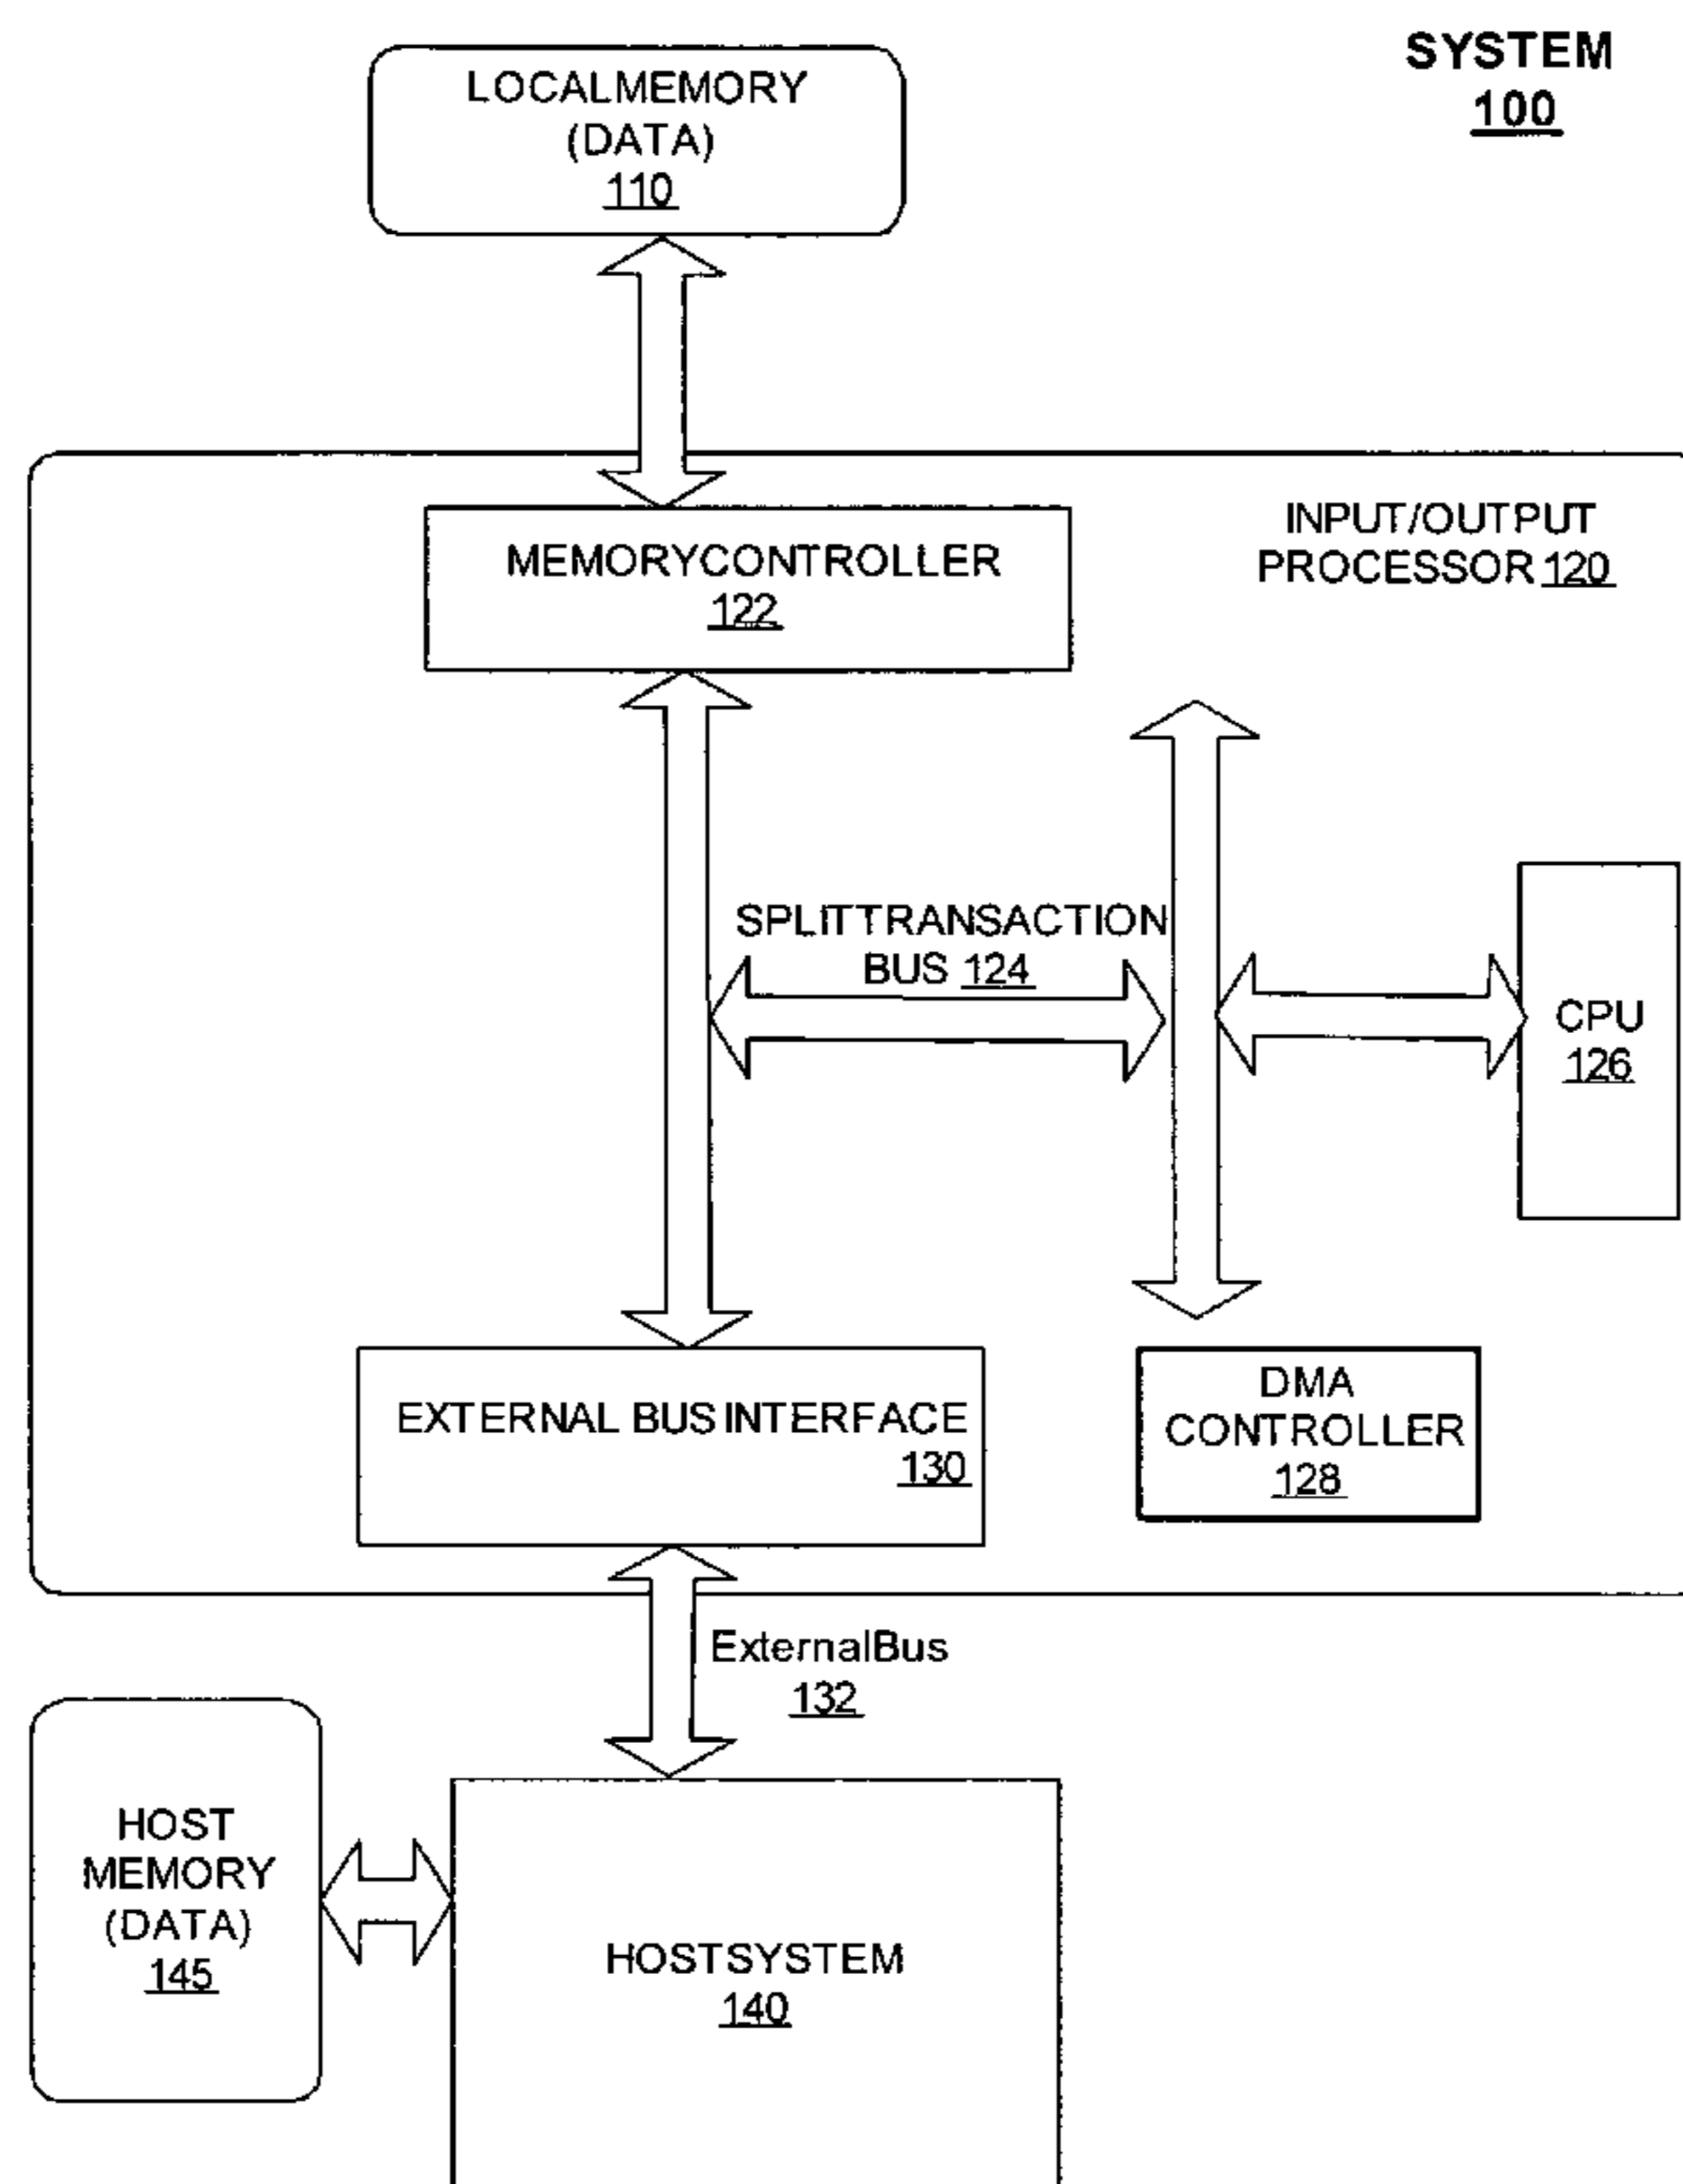 SYSTEM
100
LOCALMEMORY
(DATA)
110
INPUT/OUTPUT
PROCESSOR 120
MEMORYCONTROLLER
122
SPLITTRANSACTION
BUS 124
CPU
126
EXTERNAL BUS INTERFACE
130
DMA
CONTROLLER
128
ExternalBus
132
HOST
MEMORY
(DATA)
145
HOSTSYSTEM
140